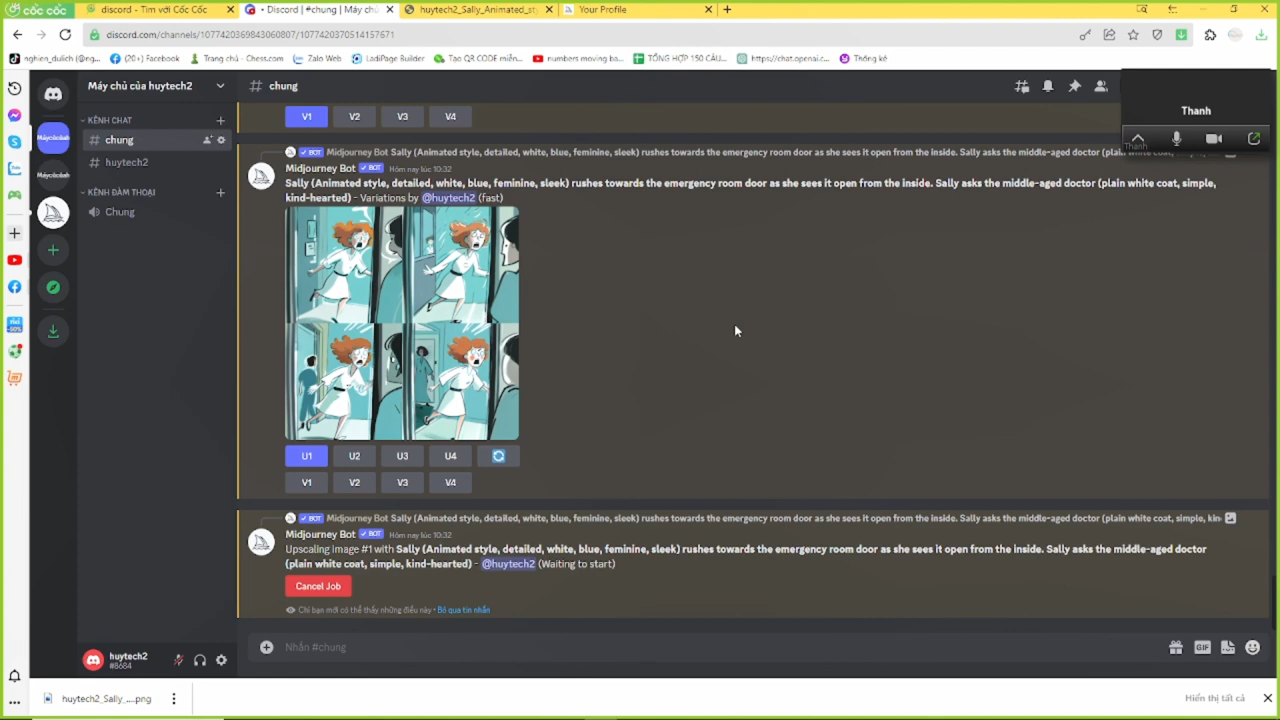 cốc cốc
discord - Tìm với Cốc Cốc
• Discord | #chung | Máy chủ
huytech2_Sally_Animated_sty
Your Profile
discord.com/channels/1077420369843060807/1077420370514157671
nghien_dulich (@ng...
(20+) Facebook
Trang chủ - Chess.com
Zalo Web
LadiPage Builder
Tạo QR CODE miễn...
numbers moving ba...
TỔNG HỢP 150 CÂU...
https://chat.openai.c...
Thống kê
Máy chủ của huytech2
chung
Thanh
Thanh
KÊNH CHAT
chung
huytech2
KÊNH ĐÀM THOẠI
Chung
V1 V2 V3 V4
BOT Midjourney Bot Sally (Animated style, detailed, white, blue, feminine, sleek) rushes towards the emergency room door as she sees it open from the inside. Sally asks the middle-aged doctor (plain white coat,
Midjourney Bot BOT Hôm nay lúc 10:32
Sally (Animated style, detailed, white, blue, feminine, sleek) rushes towards the emergency room door as she sees it open from the inside. Sally asks the middle-aged doctor (plain white coat, simple,
kind-hearted) - Variations by @huytech2 (fast)
U1 U2 U3 U4
V1 V2 V3 V4
BOT Midjourney Bot Sally (Animated style, detailed, white, blue, feminine, sleek) rushes towards the emergency room door as she sees it open from the inside. Sally asks the middle-aged doctor (plain white coat, simple, kin
Midjourney Bot BOT Hôm nay lúc 10:32
Upscaling image #1 with Sally (Animated style, detailed, white, blue, feminine, sleek) rushes towards the emergency room door as she sees it open from the inside. Sally asks the middle-aged doctor
(plain white coat, simple, kind-hearted) - @huytech2 (Waiting to start)
Cancel Job
Chỉ bạn mới có thể thấy những điều này • Bỏ qua tin nhắn
Nhắn #chung
GIF
huytech2
#8684
huytech2_Sally_....png
Hiển thị tất cả